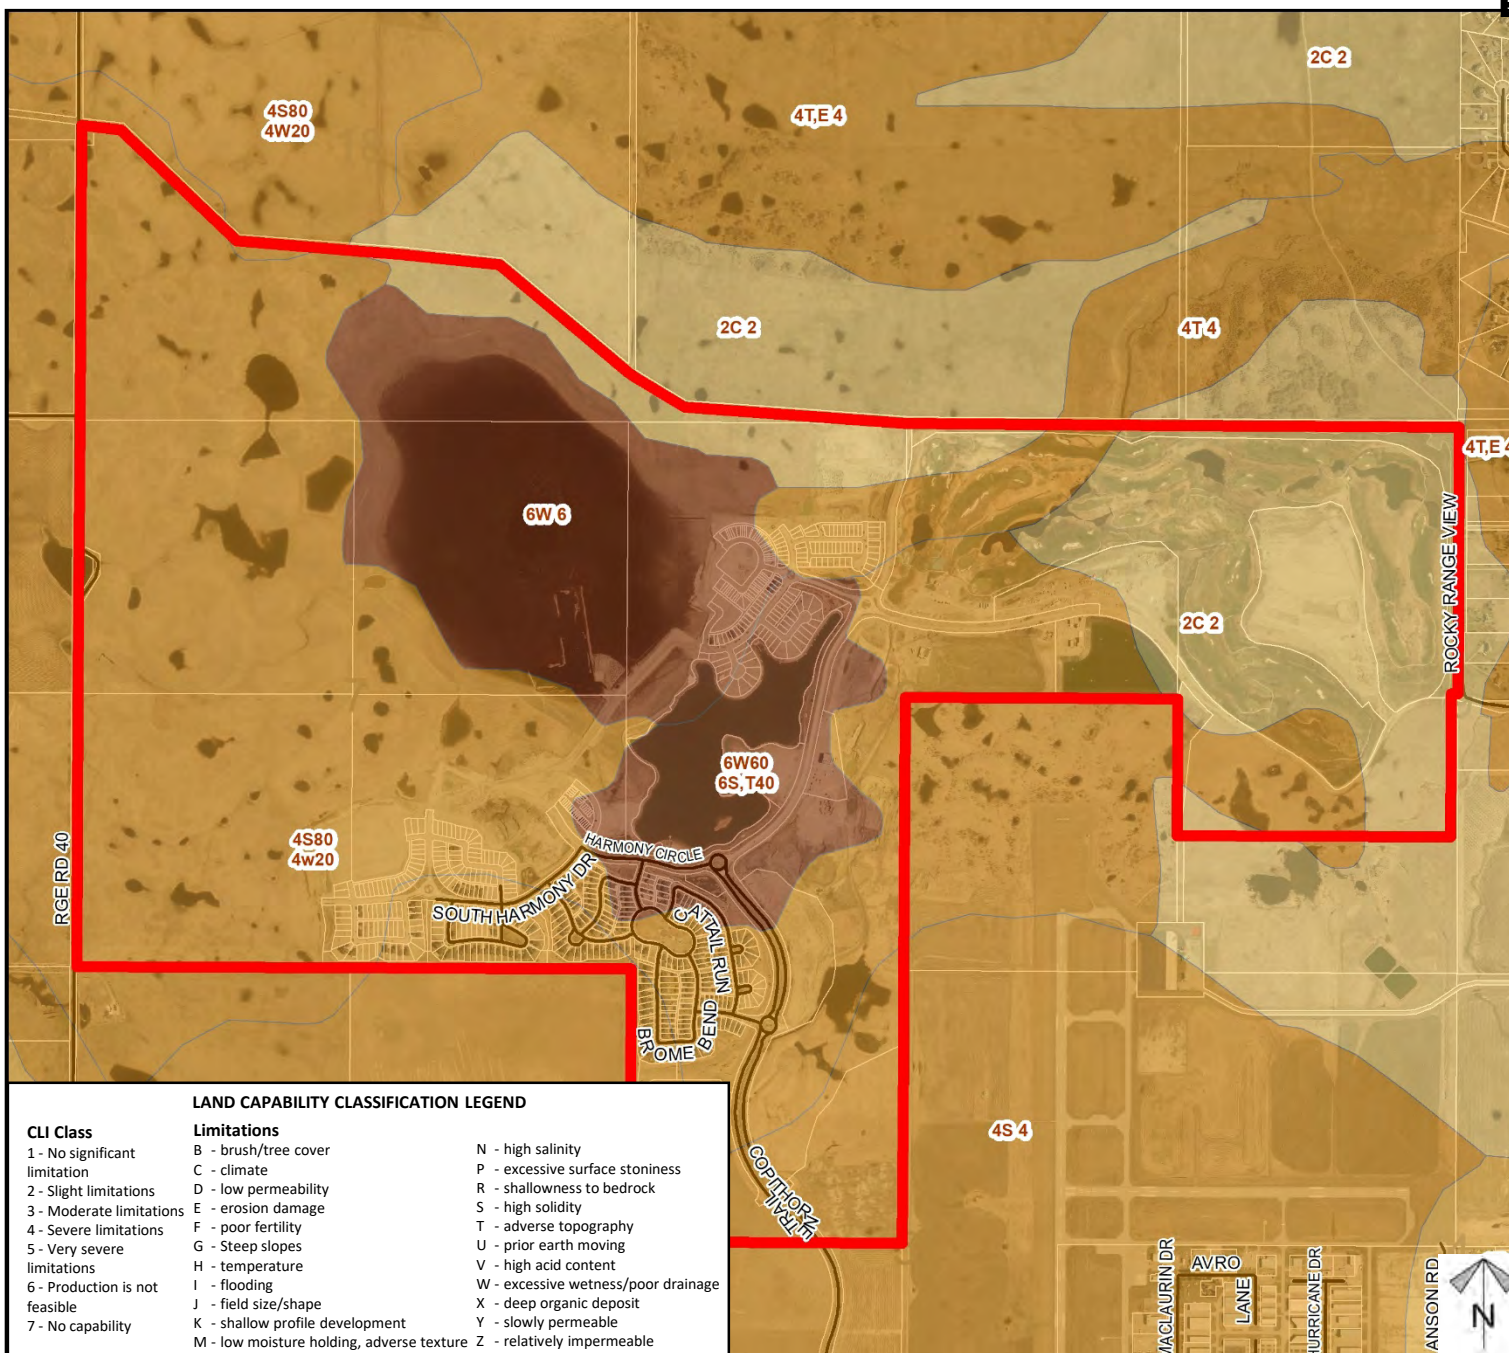 2C 2
4S80
4W20
4T,E 4
2C 2
4T 4
4T,E 4
6W 6
ROCKY RANGE VIEW
2C 2
6W60
6S,T40
4S80
4w20
HARMONY CIRCLE
RGE RD 40
SOUTH HARMONY DR
CATTAIL RUN
BROME BEND
4S 4
COPITHORNE
TRAIL
MACLAURIN DR
AVRO
LANE
HURRICANE DR
ANSON RD
N
LAND CAPABILITY CLASSIFICATION LEGEND
CLI Class
1 - No significant
limitation
2 - Slight limitations
3 - Moderate limitations
4 - Severe limitations
5 - Very severe
limitations
6 - Production is not
feasible
7 - No capability
Limitations
B - brush/tree cover
C - climate
D - low permeability
E - erosion damage
F - poor fertility
G - Steep slopes
H - temperature
I - flooding
J - field size/shape
K - shallow profile development
M - low moisture holding, adverse texture
N - high salinity
P - excessive surface stoniness
R - shallowness to bedrock
S - high solidity
T - adverse topography
U - prior earth moving
V - high acid content
W - excessive wetness/poor drainage
X - deep organic deposit
Y - slowly permeable
Z - relatively impermeable